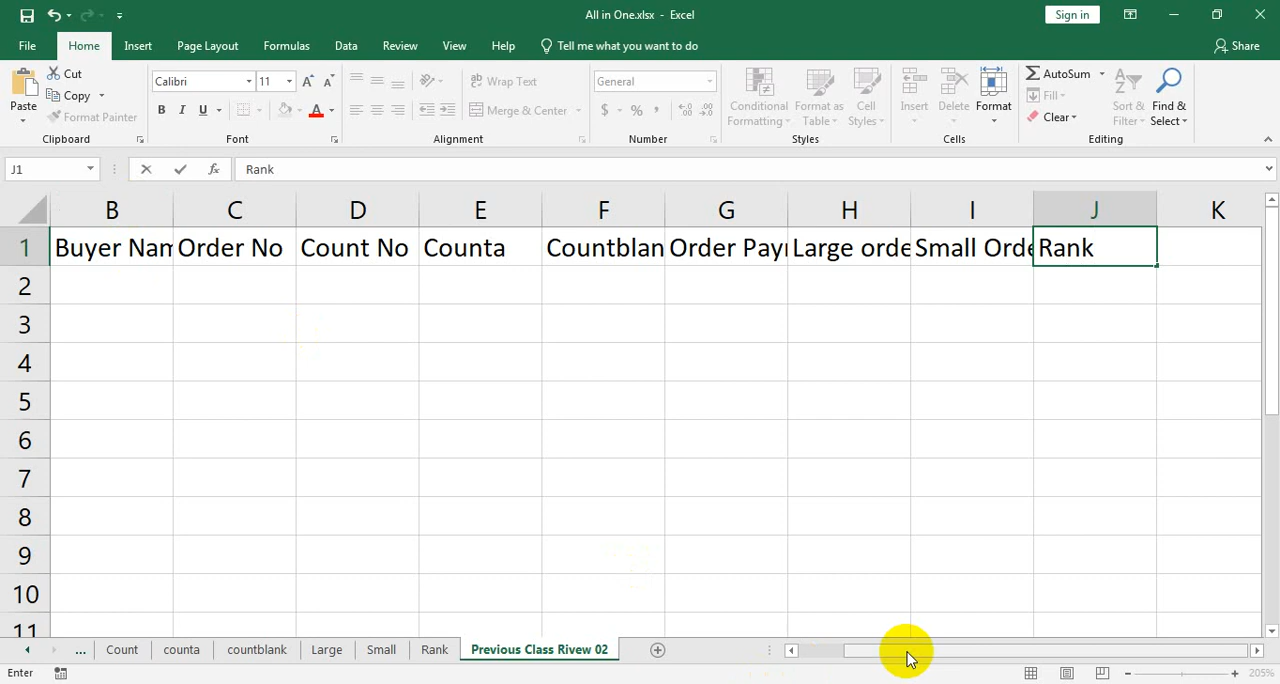 All in One.xlsx - Excel
Sign in
File Home Insert Page Layout Formulas Data Review View Help Tell me what you want to do Share
Paste
Cut
Copy
Format Painter
Clipboard
Calibri 11
B I U
Font
Wrap Text
Merge & Center
Alignment
General
$ % ,
Number
Conditional Formatting
Format as Table
Cell Styles
Styles
Insert Delete Format
Cells
AutoSum
Fill
Clear
Sort & Filter
Find & Select
Editing
J1 fx Rank
B C D E F G H I J K
1 Buyer Nam Order No Count No Counta Countblan Order Payn Large orde Small Orde Rank
2
3
4
5
6
7
8
9
10
11
... Count counta countblank Large Small Rank Previous Class Rivew 02
Enter 205%